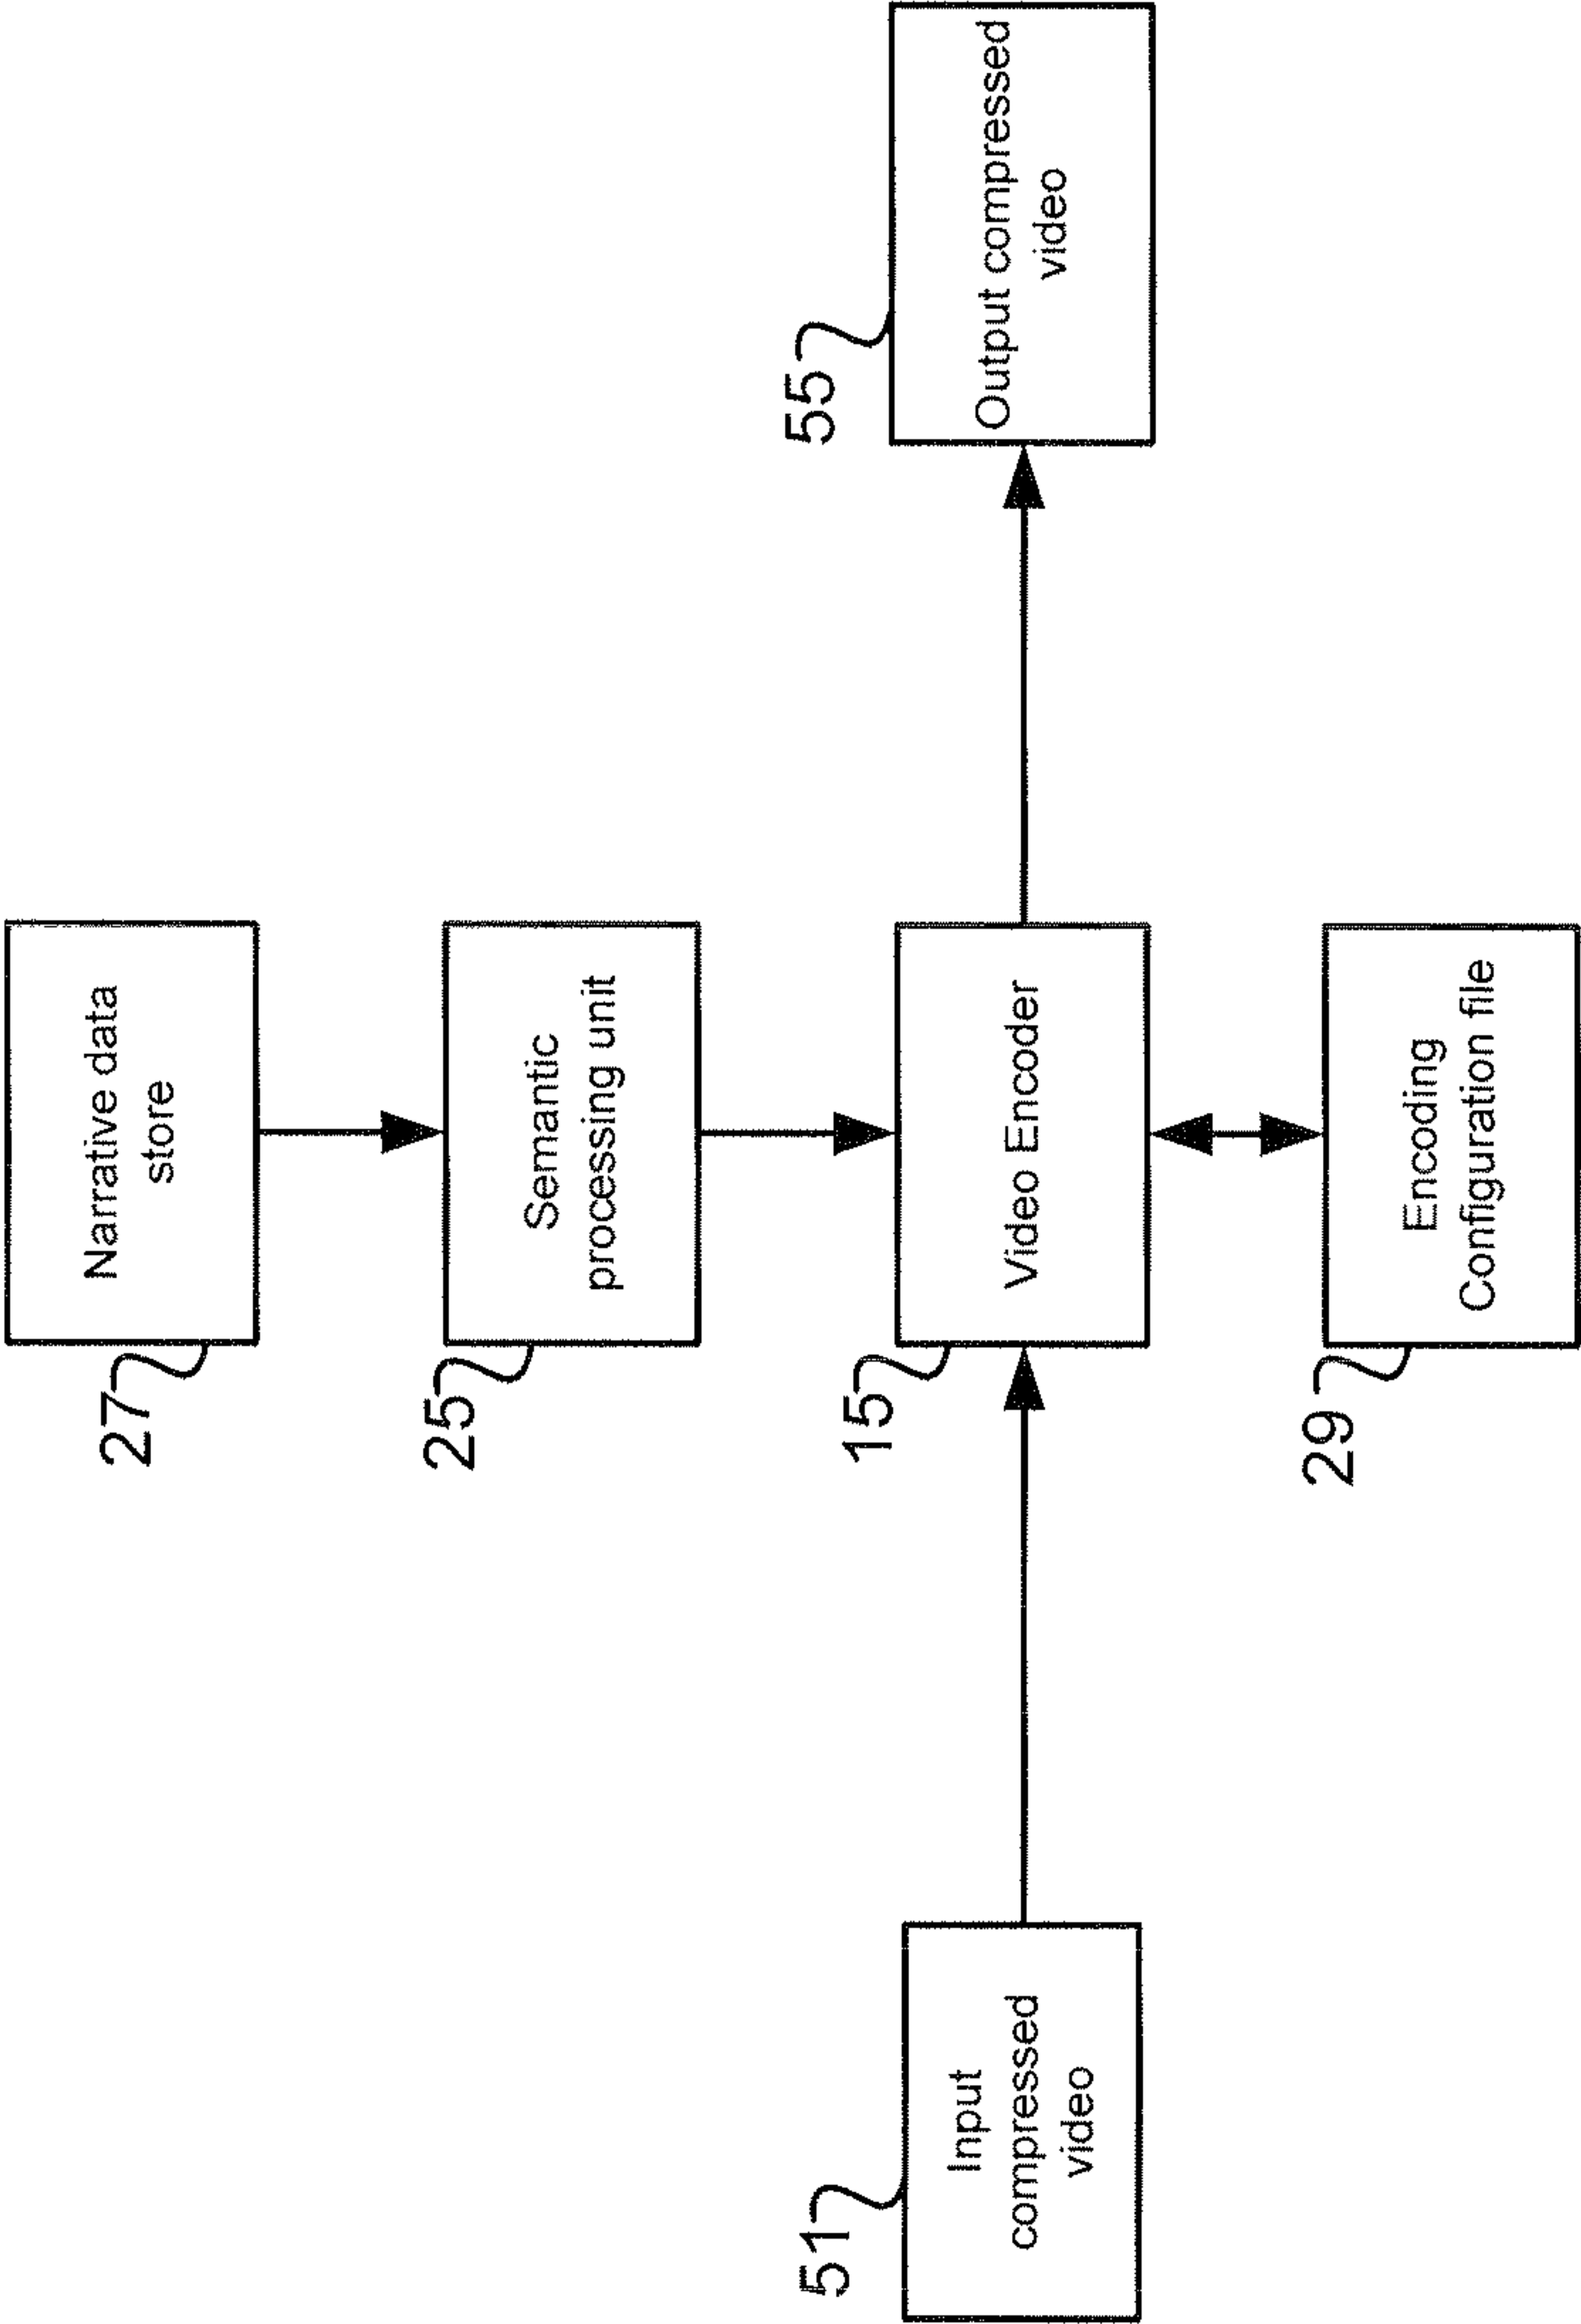 27
Narrative data
store
25
Semantic
processing unit
51
Input
compressed
video
15
Video Encoder
55
Output compressed
video
29
Encoding
Configuration file